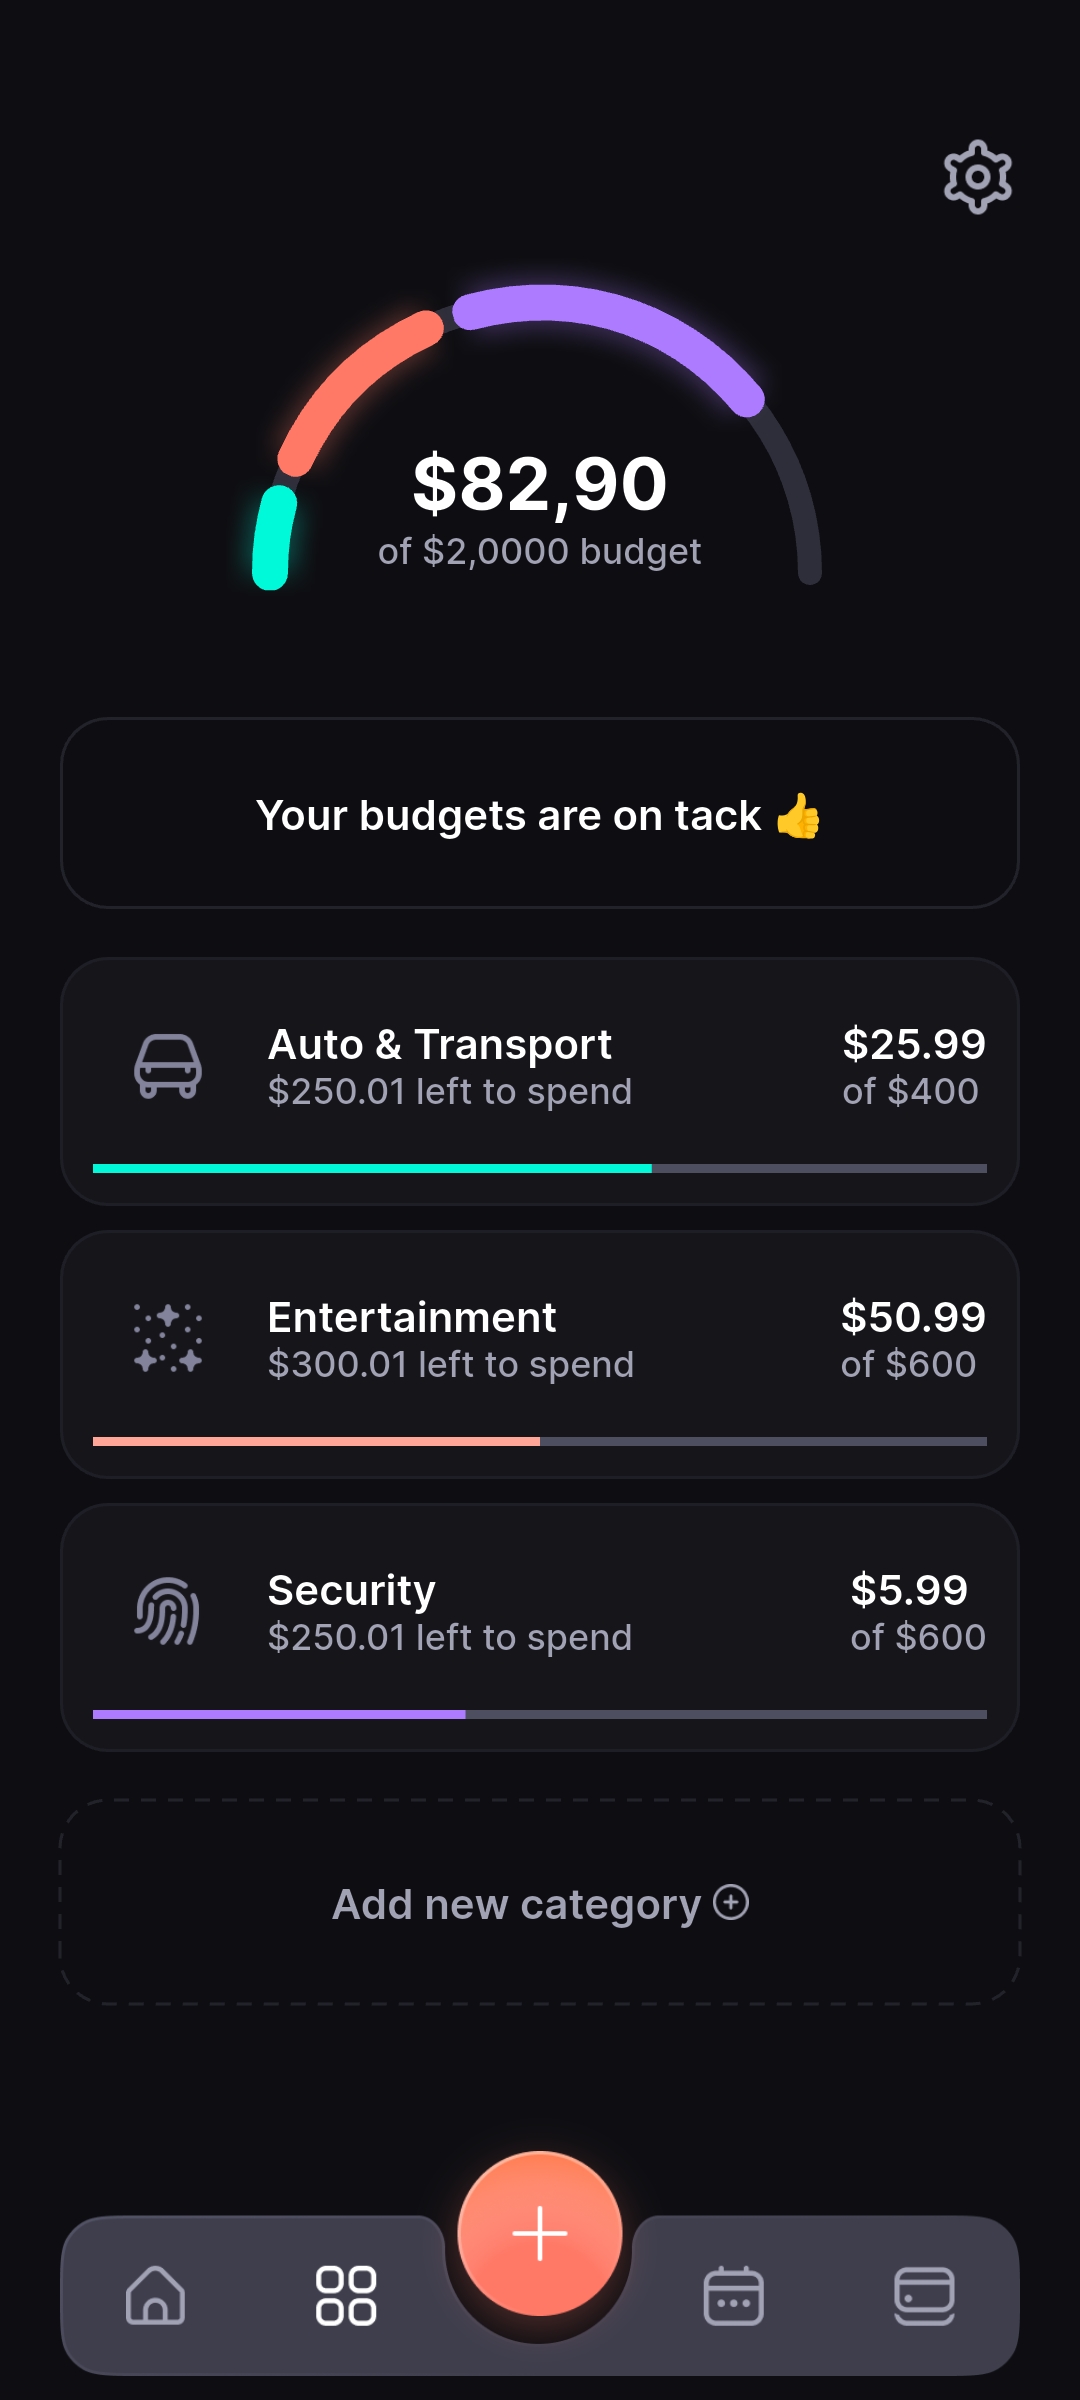 $82,90
of $2,0000 budget
Your budgets are on tack 👍
Auto & Transport
$250.01 left to spend
$25.99
of $400
Entertainment
$300.01 left to spend
$50.99
of $600
Security
$250.01 left to spend
$5.99
of $600
Add new category